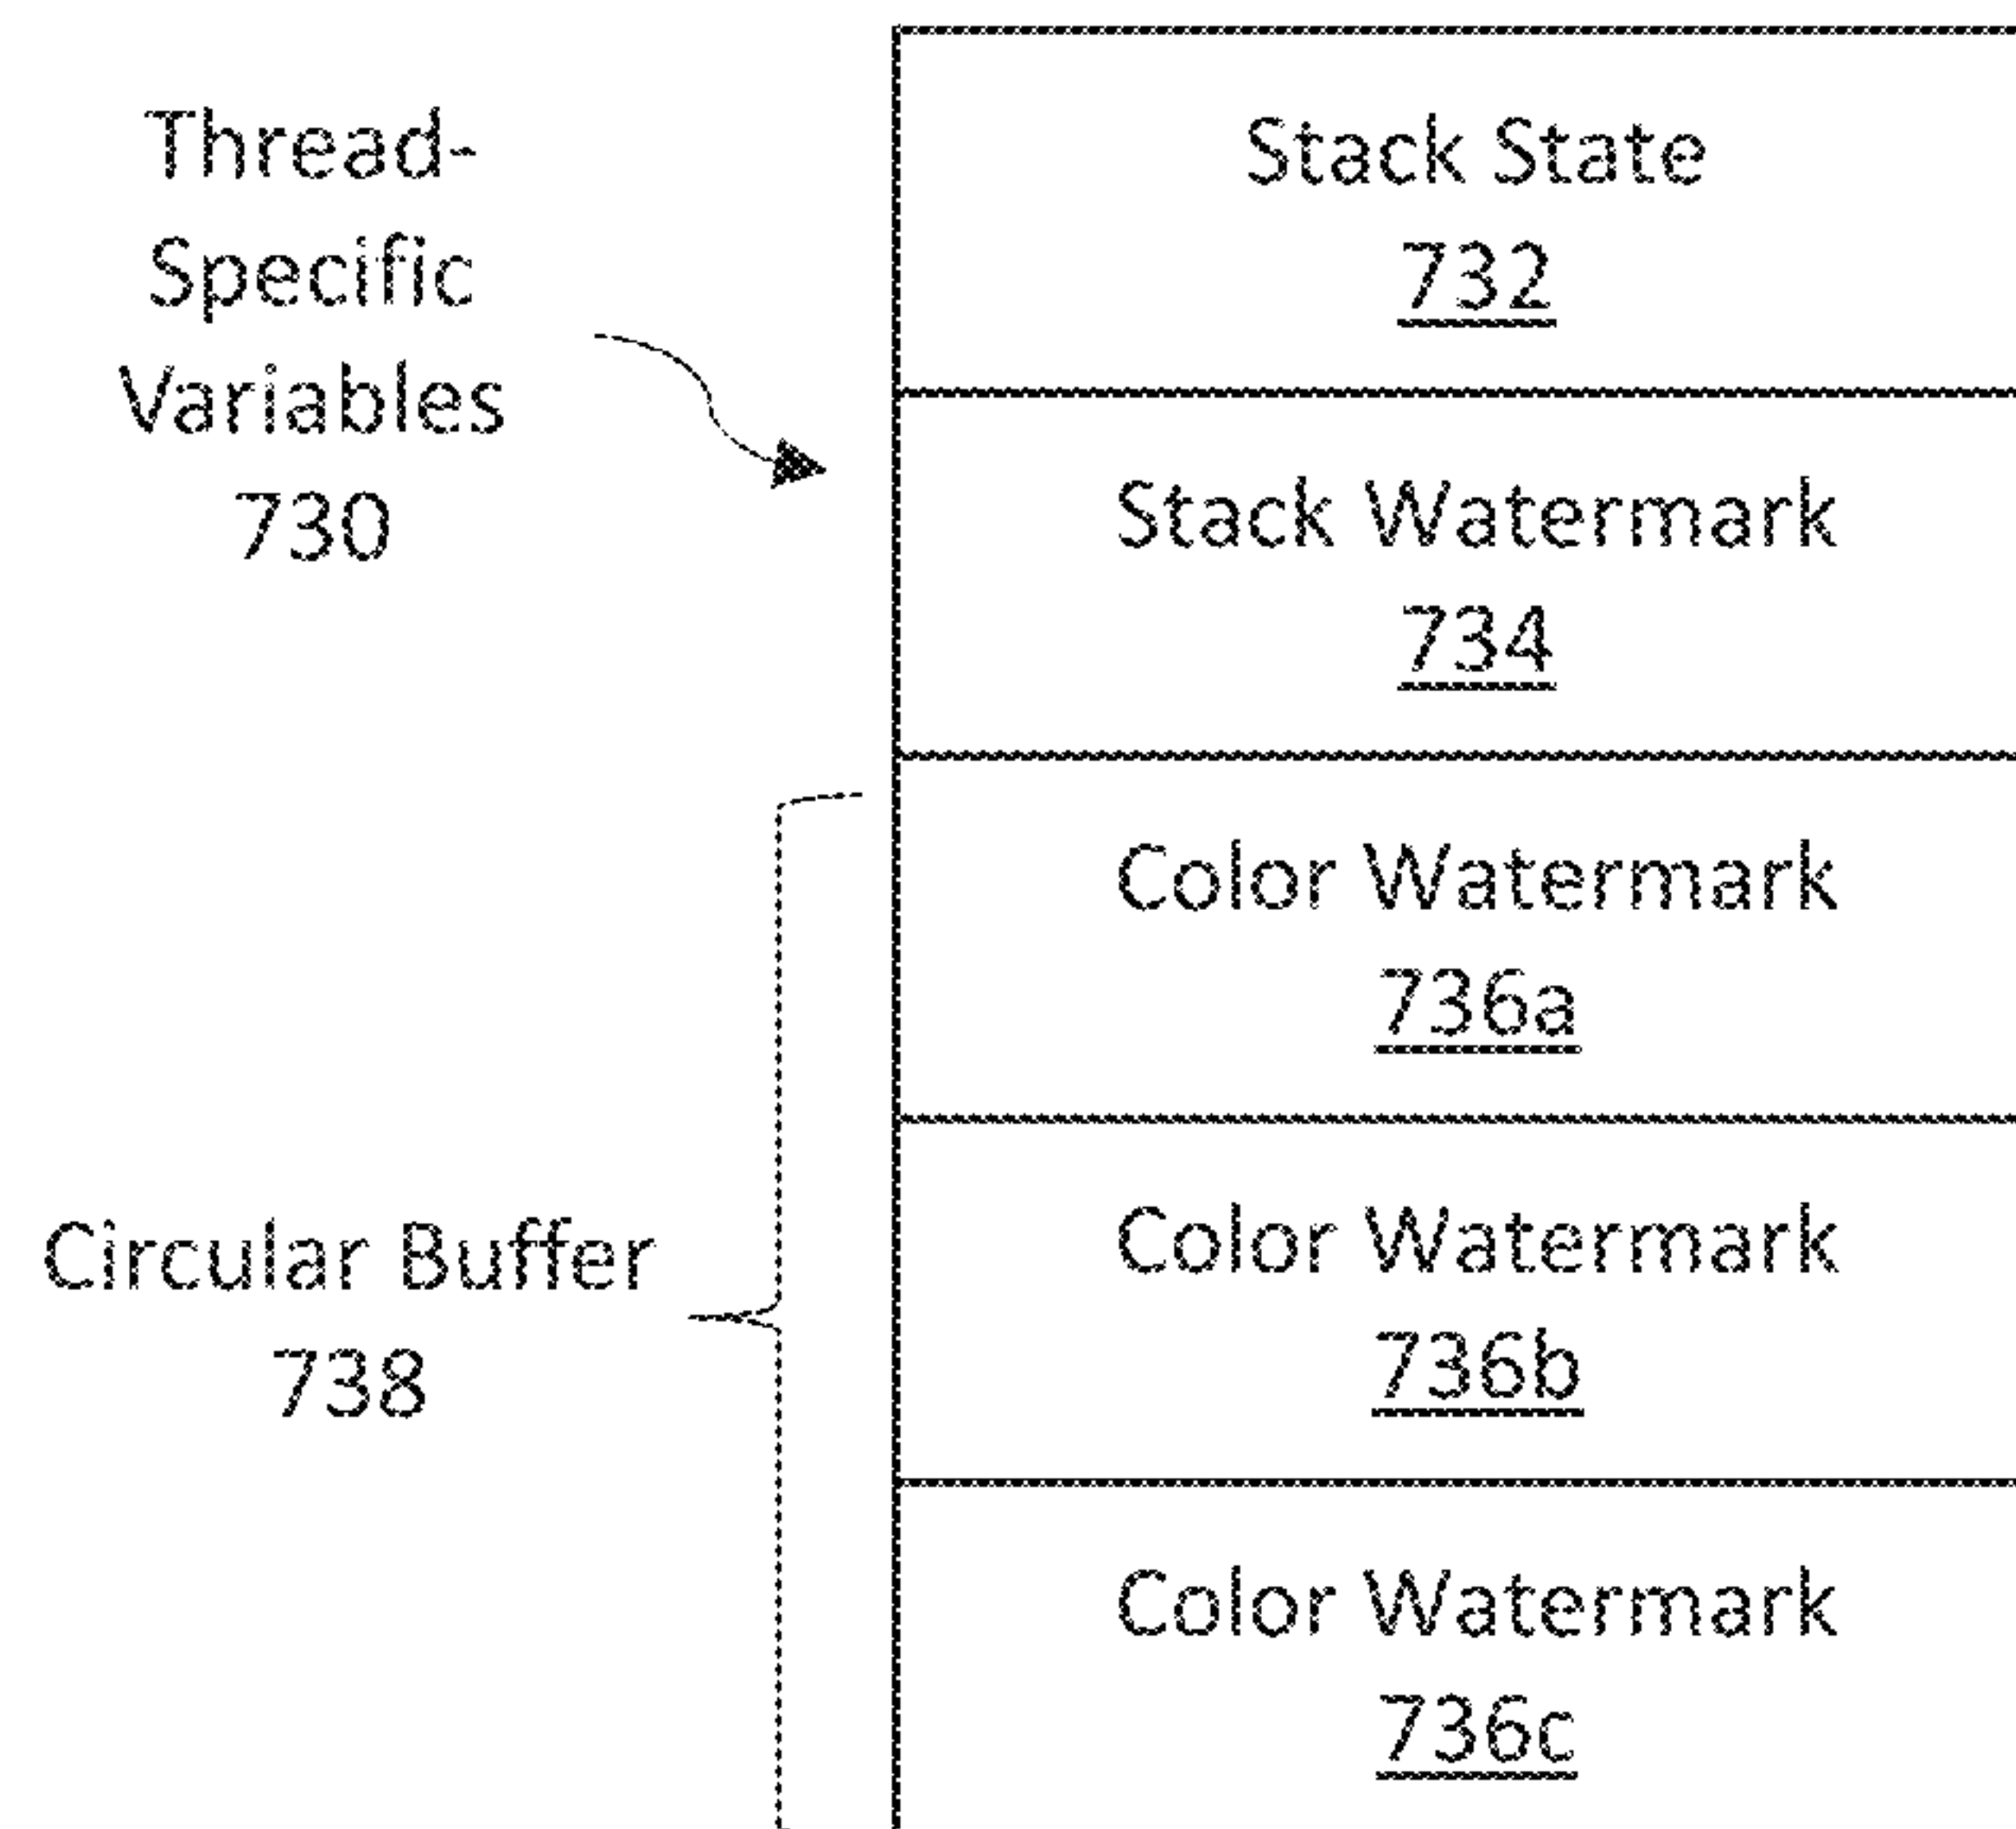 Thread-
Specific
Variables
730
Stack State
732
Stack Watermark
734
Color Watermark
736a
Circular Buffer
738
Color Watermark
736b
Color Watermark
736c